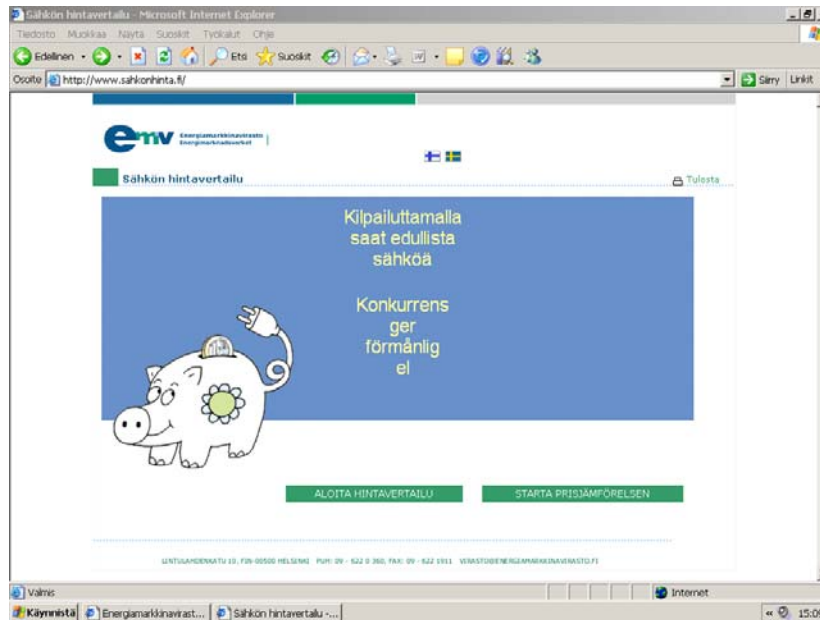 Sähkön hintavertailu - Microsoft Internet Explorer
Tiedosto Muokkaa Näytä Suosikit Työkalut Ohje
Edellinen Etsi Suosikit
Osoite http://www.sahkonhinta.fi/ Siirry Linkit
emv Energiamarkkinavirasto
Energimarknadsverket
Sähkön hintavertailu Tulosta
Kilpailuttamalla
saat edullista
sähköä
Konkurrens
ger
förmånlig
el
ALOITA HINTAVERTAILU STARTA PRISJÄMFÖRELSEN
LINTULAHDENKATU 10, FIN-00500 HELSINKI PUH: 09 - 622 0 360, FAX: 09 - 622 1911 VIRASTO@ENERGIAMARKKINAVIRASTO.FI
Valmis Internet
Käynnistä Energiamarkkinavirast... Sähkön hintavertailu -... « 15:09